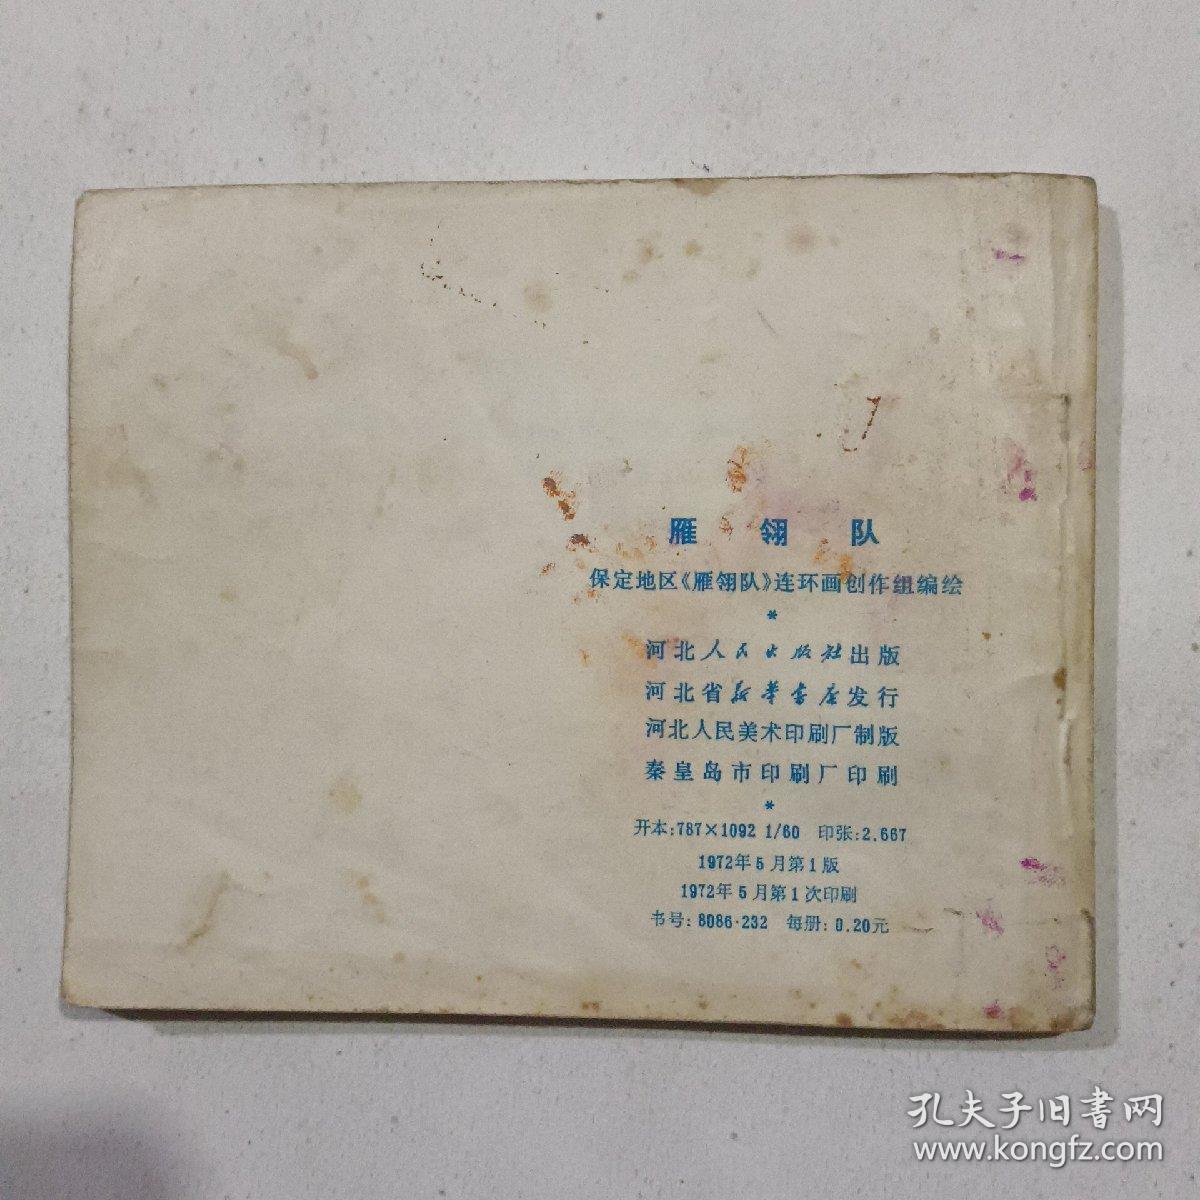 雁翎队
保定地区《雁翎队》连环画创作组编绘
*
河北人民出版社出版
河北省新华书店发行
河北人民美术印刷厂制版
秦皇岛市印刷厂印刷
*
开本:787×1092 1/60 印张:2.667
1972年5月第1版
1972年5月第1次印刷
书号:8086·232 每册:0.20元
孔夫子旧书网
www.kongfz.com